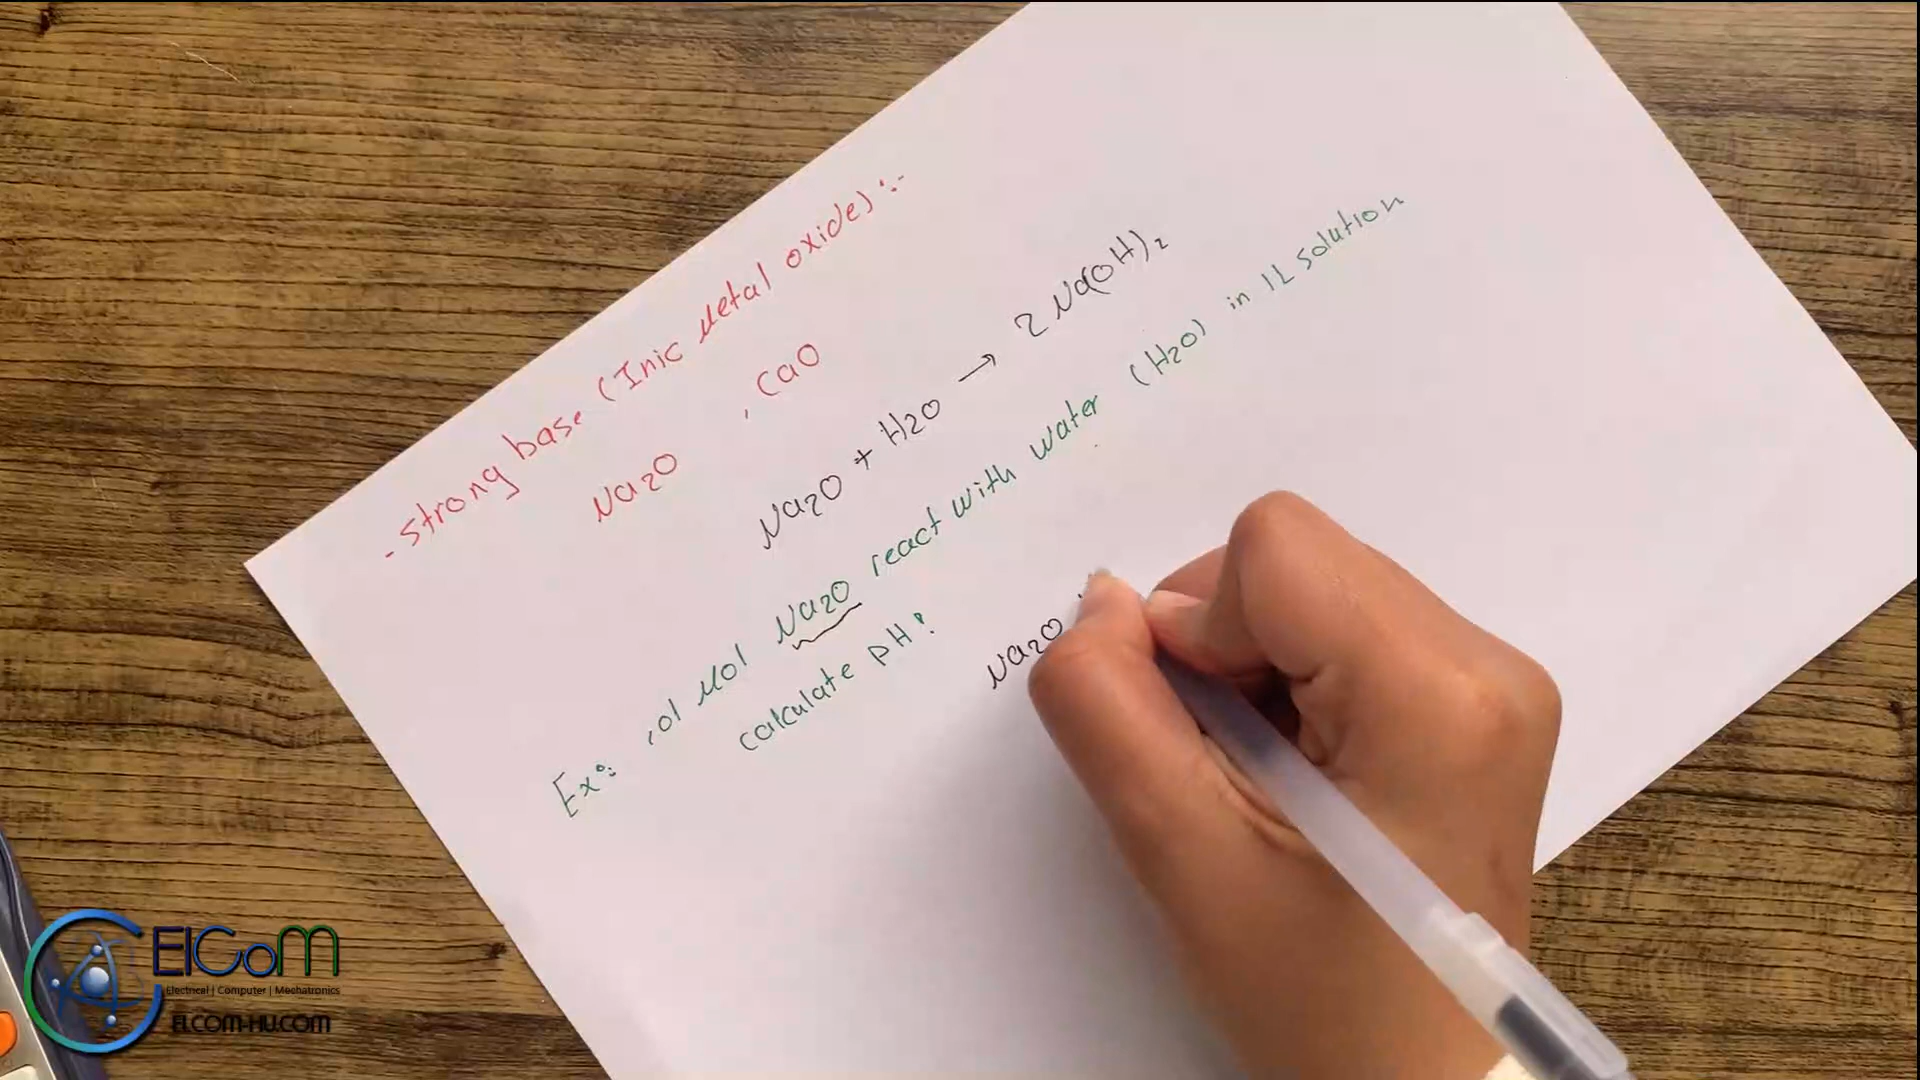 - strong base (Inic Metal oxide) :-
Na2O , CaO
Na2O + H2O → 2 Na(OH)2
Ex: .01 Mol Na2O react with water (H2O) in 1L solution
calculate pH?
Na2O
ElCoM
Electrical | Computer | Mechatronics
ELCOM-HU.COM